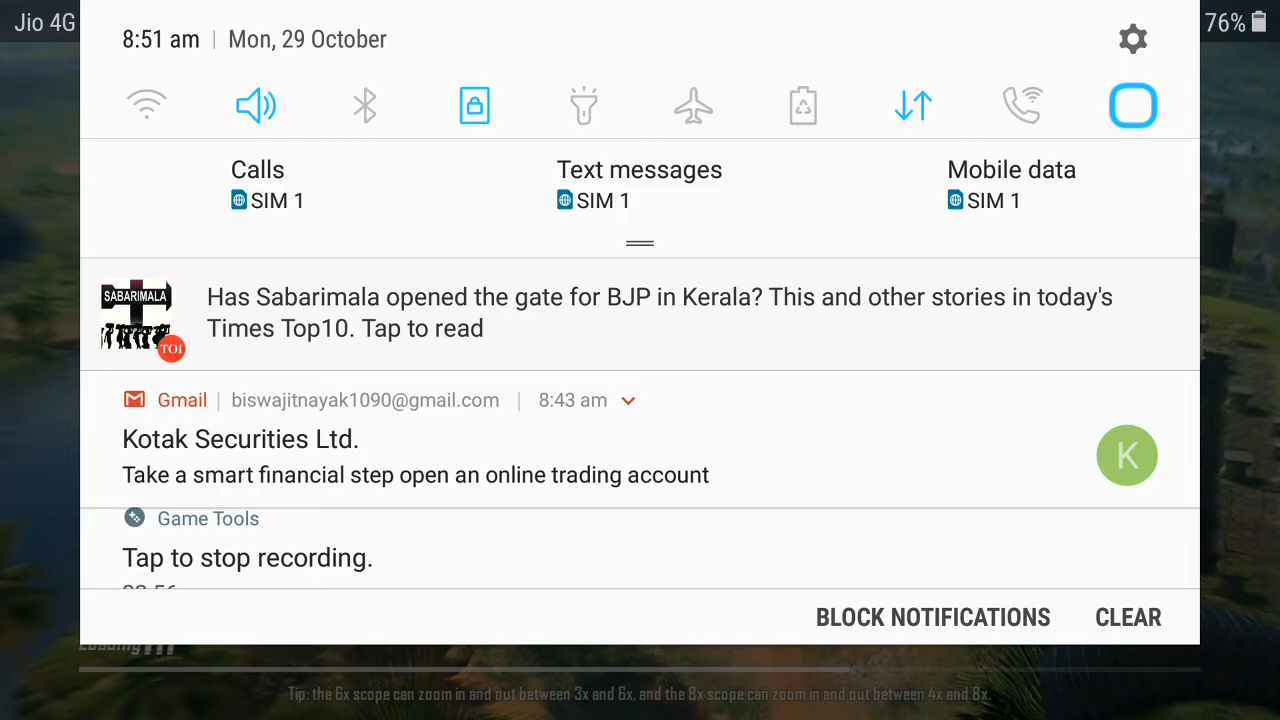 Jio 4G
76%
8:51 am | Mon, 29 October
Calls
SIM 1
Text messages
SIM 1
Mobile data
SIM 1
SABARIMALA
TOI
Has Sabarimala opened the gate for BJP in Kerala? This and other stories in today's
Times Top10. Tap to read
Gmail | biswajitnayak1090@gmail.com | 8:43 am
Kotak Securities Ltd.
Take a smart financial step open an online trading account
K
Game Tools
Tap to stop recording.
BLOCK NOTIFICATIONS CLEAR
Tip: the 6x scope can zoom in and out between 3x and 6x, and the 8x scope can zoom in and out between 4x and 8x.